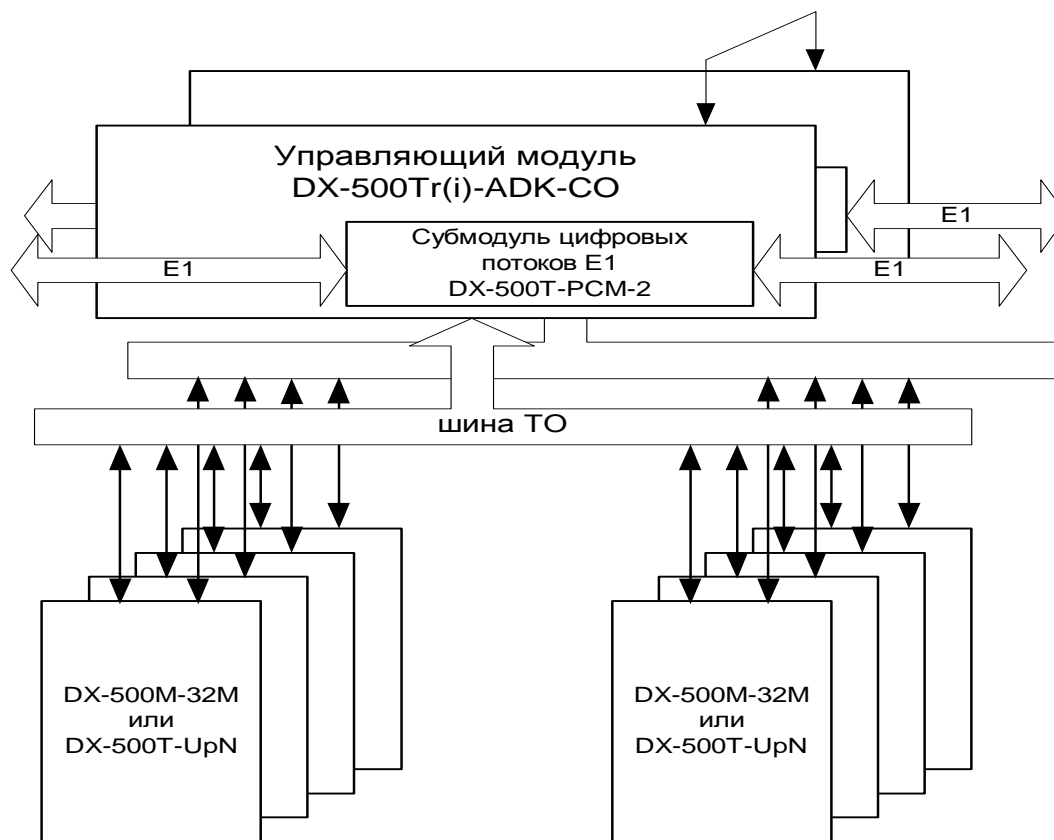 Управляющий модуль
DX-500Tr(i)-ADK-CO
E1
Субмодуль цифровых
потоков E1
DX-500T-PCM-2
E1
E1
шина ТО
DX-500M-32M
или
DX-500T-UpN
DX-500M-32M
или
DX-500T-UpN